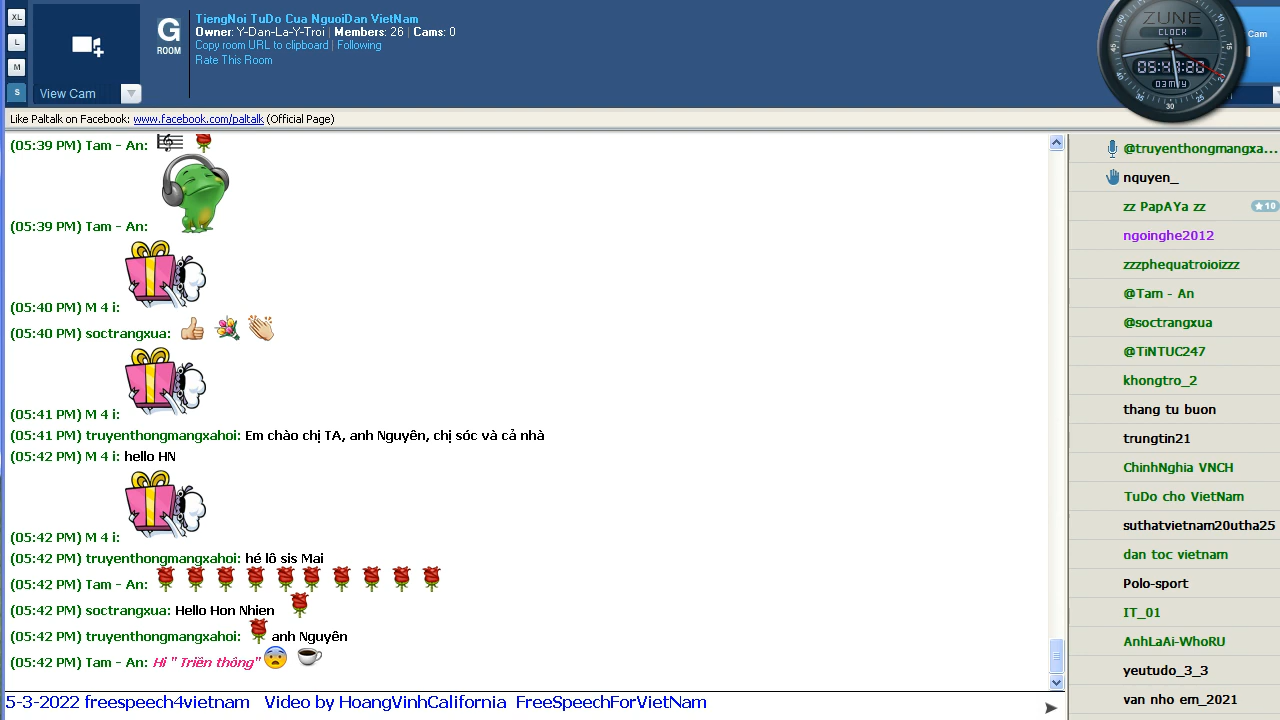 XL
L
M
S
View Cam
G
ROOM
TiengNoi TuDo Cua NguoiDan VietNam
Owner: Y-Dan-La-Y-Troi | Members: 26 | Cams: 0
Copy room URL to clipboard | Following
Rate This Room
ZUNE
CLOCK
03may
Cam
Like Paltalk on Facebook: www.facebook.com/paltalk (Official Page)
(05:39 PM) Tam - An:
(05:39 PM) Tam - An:
(05:40 PM) M 4 i:
(05:40 PM) soctrangxua:
(05:41 PM) M 4 i:
(05:41 PM) truyenthongmangxahoi: Em chào chị TA, anh Nguyên, chị sóc và cả nhà
(05:42 PM) M 4 i: hello HN
(05:42 PM) M 4 i:
(05:42 PM) truyenthongmangxahoi: hé lô sis Mai
(05:42 PM) Tam - An:
(05:42 PM) soctrangxua: Hello Hon Nhien
(05:42 PM) truyenthongmangxahoi: anh Nguyên
(05:42 PM) Tam - An: Hi " Triền thông"
@truyenthongmangxa...
nquyen_
zz PapAYa zz
10
ngoinghe2012
zzzphequatroioizzz
@Tam - An
@soctrangxua
@TiNTUC247
khongtro_2
thang tu buon
trungtin21
ChinhNghia VNCH
TuDo cho VietNam
suthatvietnam20utha25
dan toc vietnam
Polo-sport
IT_01
AnhLaAi-WhoRU
yeutudo_3_3
van nho em_2021
5-3-2022 freespeech4vietnam Video by HoangVinhCalifornia FreeSpeechForVietNam